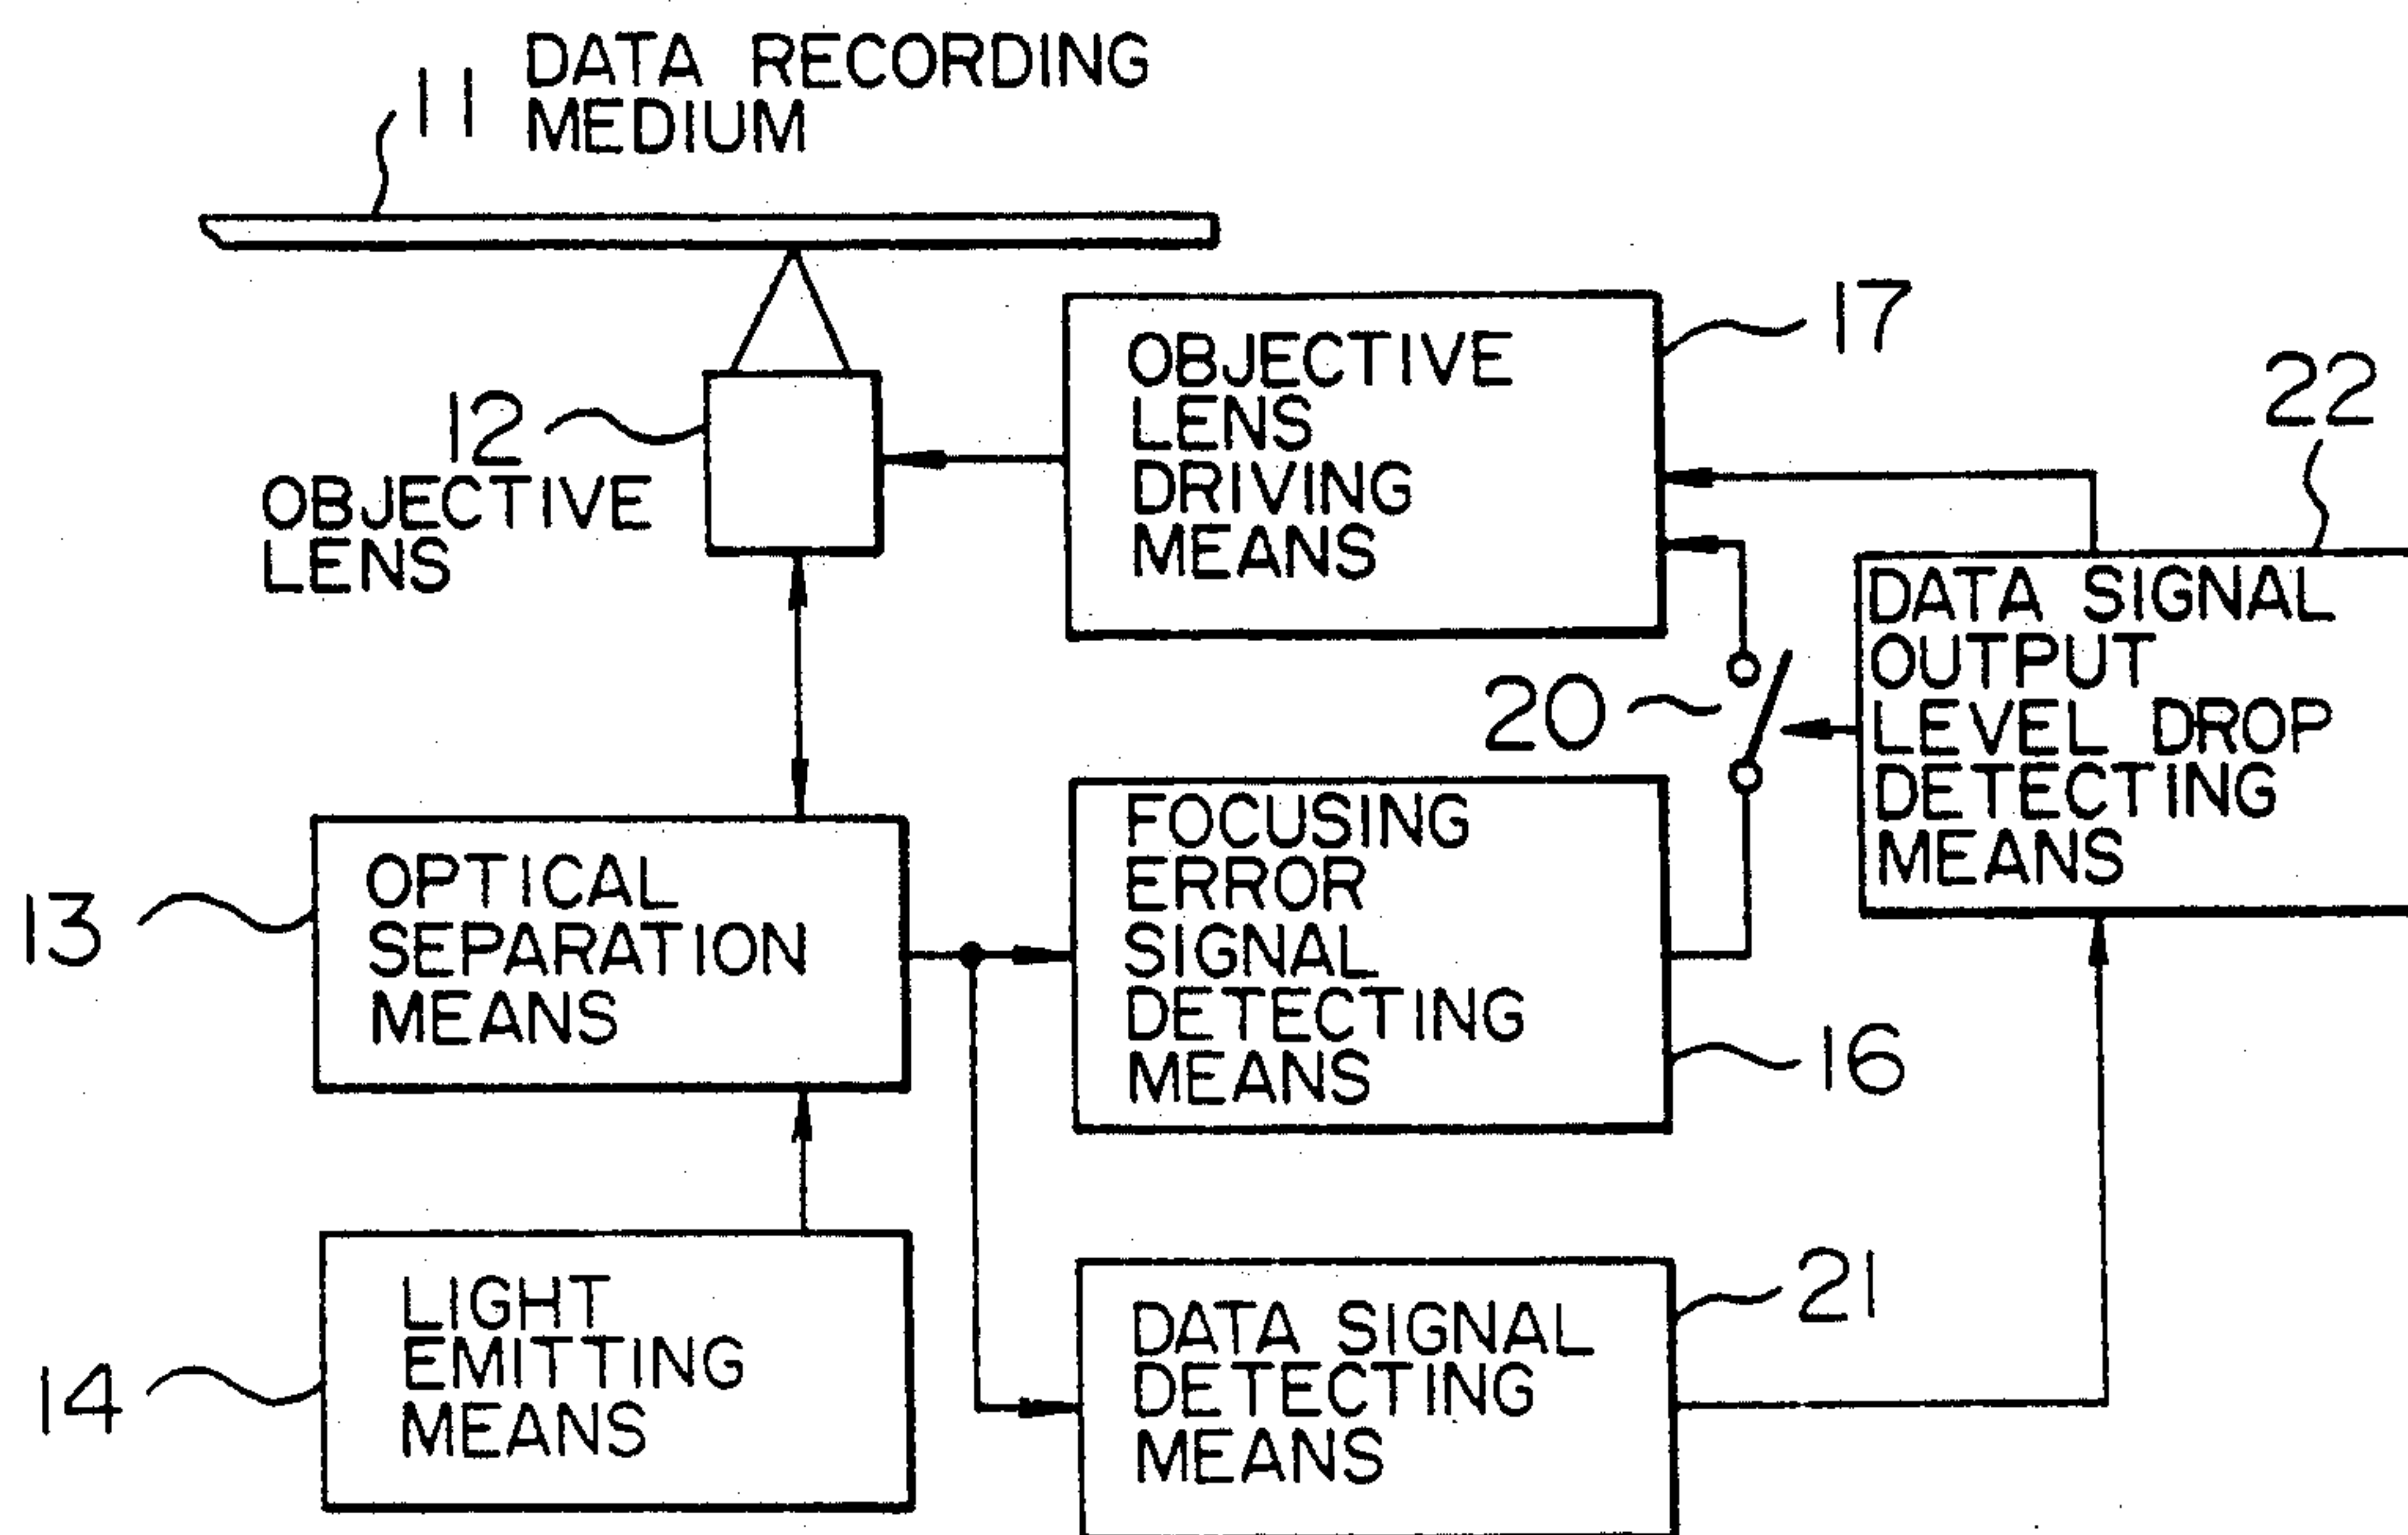 11 DATA RECORDING
MEDIUM
17
OBJECTIVE
LENS
DRIVING
MEANS
22
12
OBJECTIVE
LENS
DATA SIGNAL
OUTPUT
LEVEL DROP
DETECTING
MEANS
20
13
OPTICAL
SEPARATION
MEANS
FOCUSING
ERROR
SIGNAL
DETECTING
MEANS
16
14
LIGHT
EMITTING
MEANS
21
DATA SIGNAL
DETECTING
MEANS